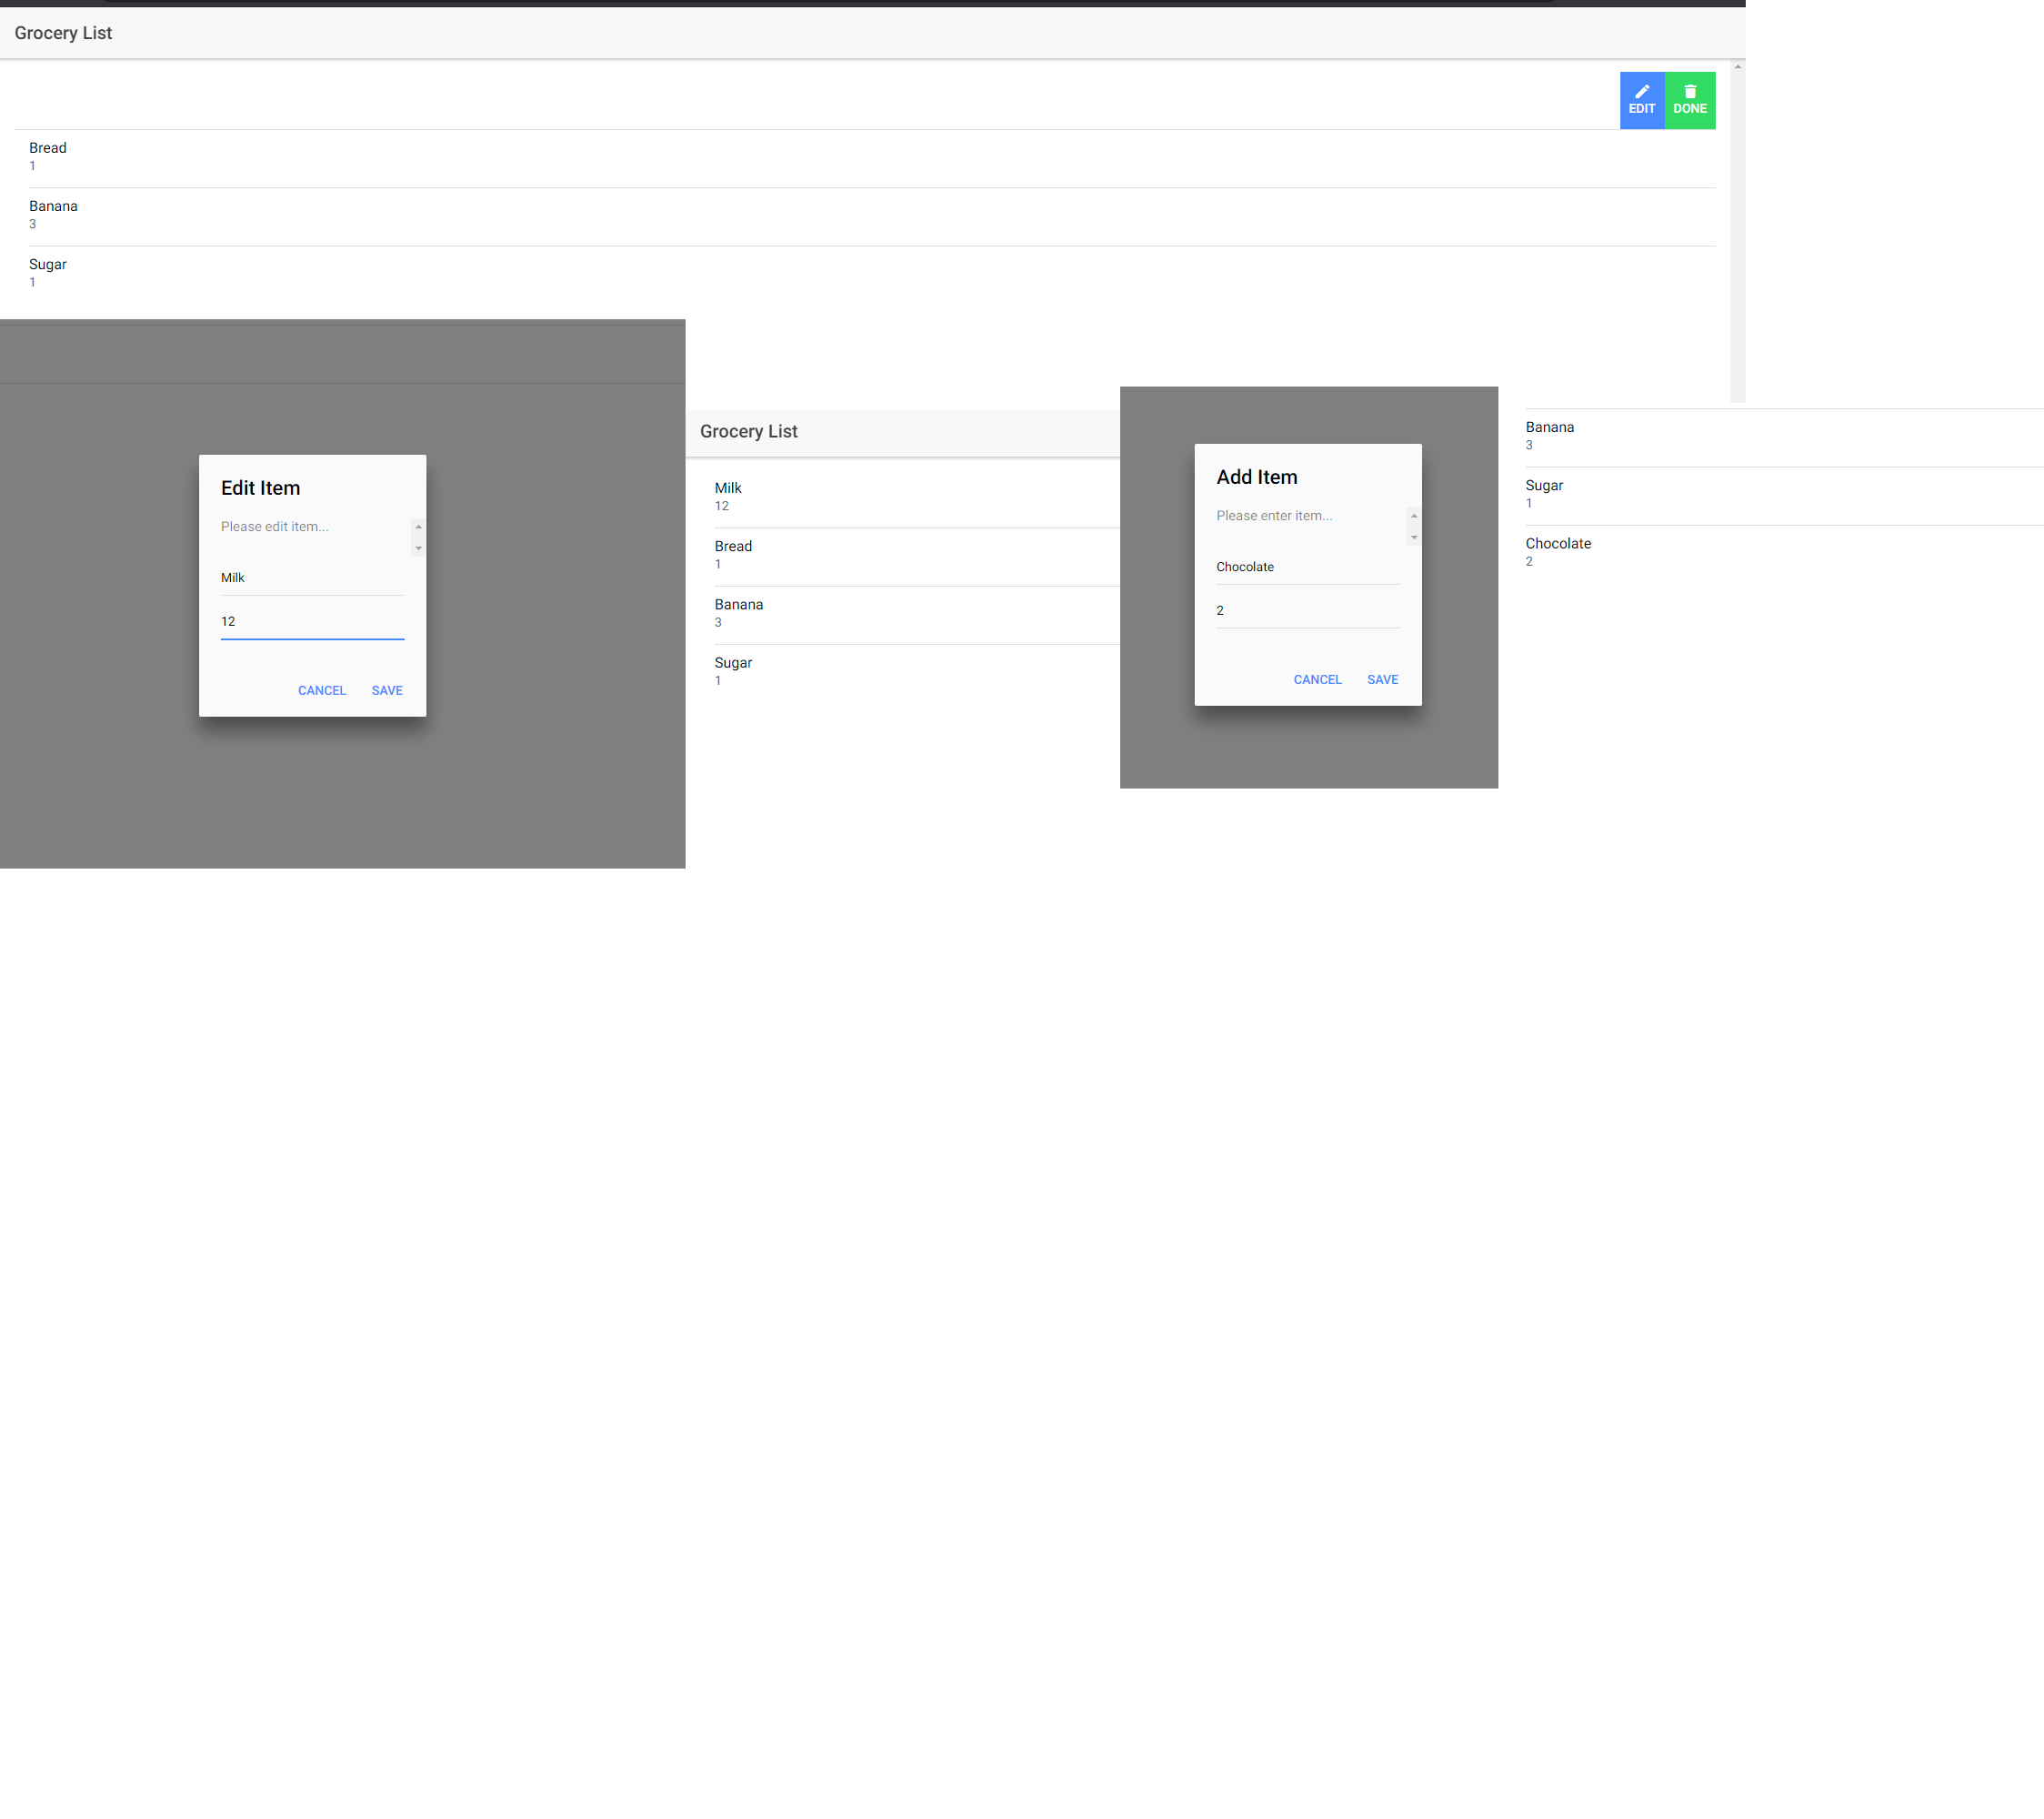 Grocery List
EDIT
DONE
Bread
1
Banana
3
Sugar
1
Edit Item
Please edit item...
Milk
12
CANCEL
SAVE
Grocery List
Milk
12
Bread
1
Banana
3
Sugar
1
Add Item
Please enter item...
Chocolate
2
CANCEL
SAVE
Banana
3
Sugar
1
Chocolate
2